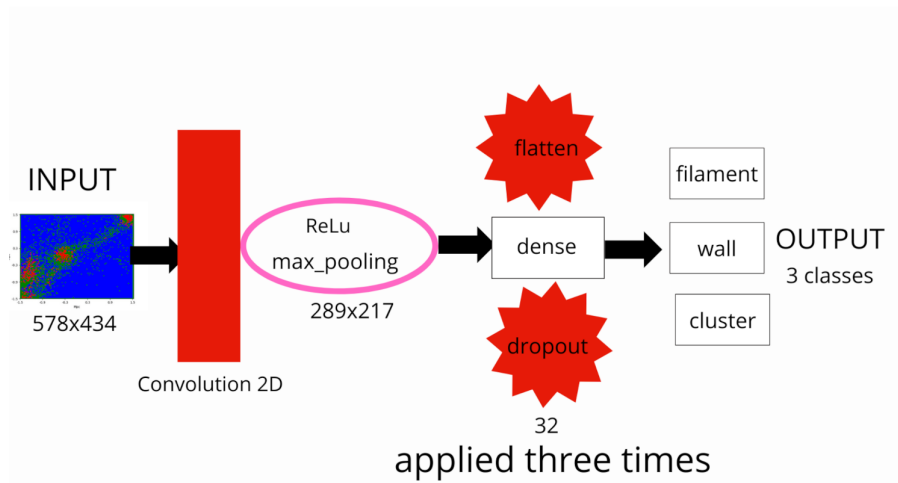 INPUT
578x434
Convolution 2D
ReLu
max_pooling
289x217
flatten
dense
dropout
32
applied three times
filament
wall
cluster
OUTPUT
3 classes